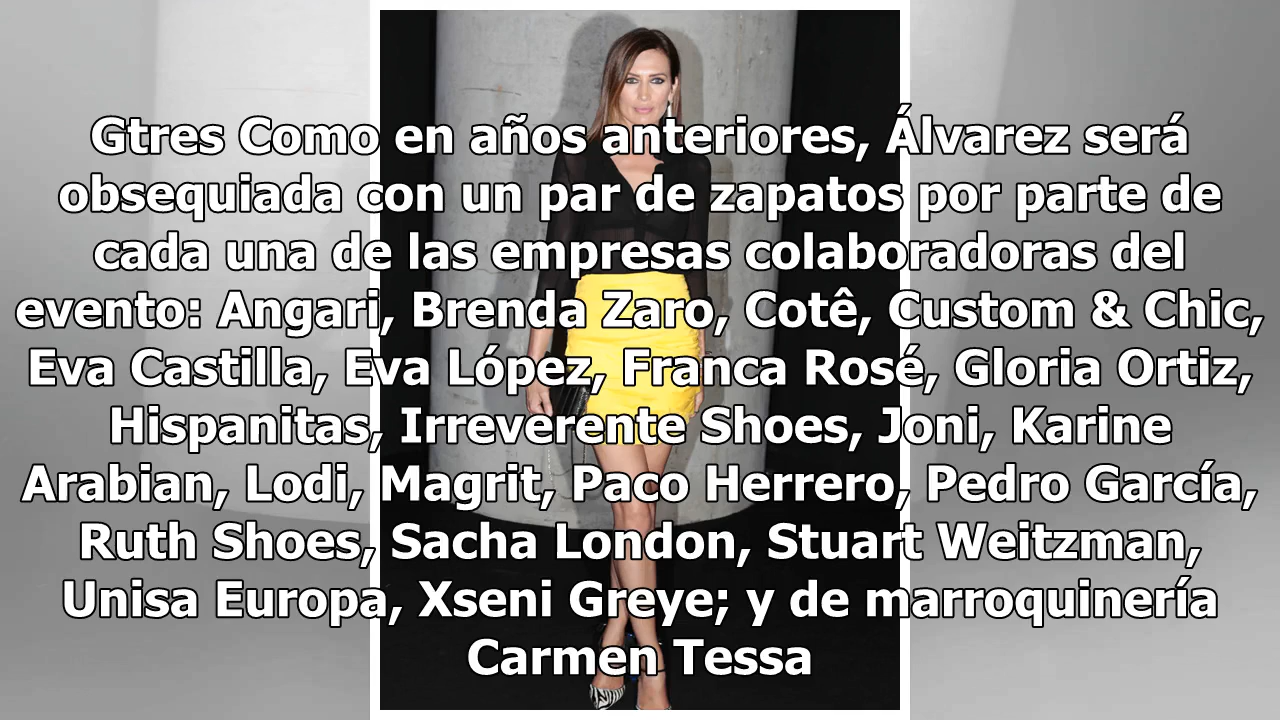 Gtres Como en años anteriores, Álvarez será
obsequiada con un par de zapatos por parte de
cada una de las empresas colaboradoras del
evento: Angari, Brenda Zaro, Cotê, Custom & Chic,
Eva Castilla, Eva López, Franca Rosé, Gloria Ortiz,
Hispanitas, Irreverente Shoes, Joni, Karine
Arabian, Lodi, Magrit, Paco Herrero, Pedro García,
Ruth Shoes, Sacha London, Stuart Weitzman,
Unisa Europa, Xseni Greye; y de marroquinería
Carmen Tessa